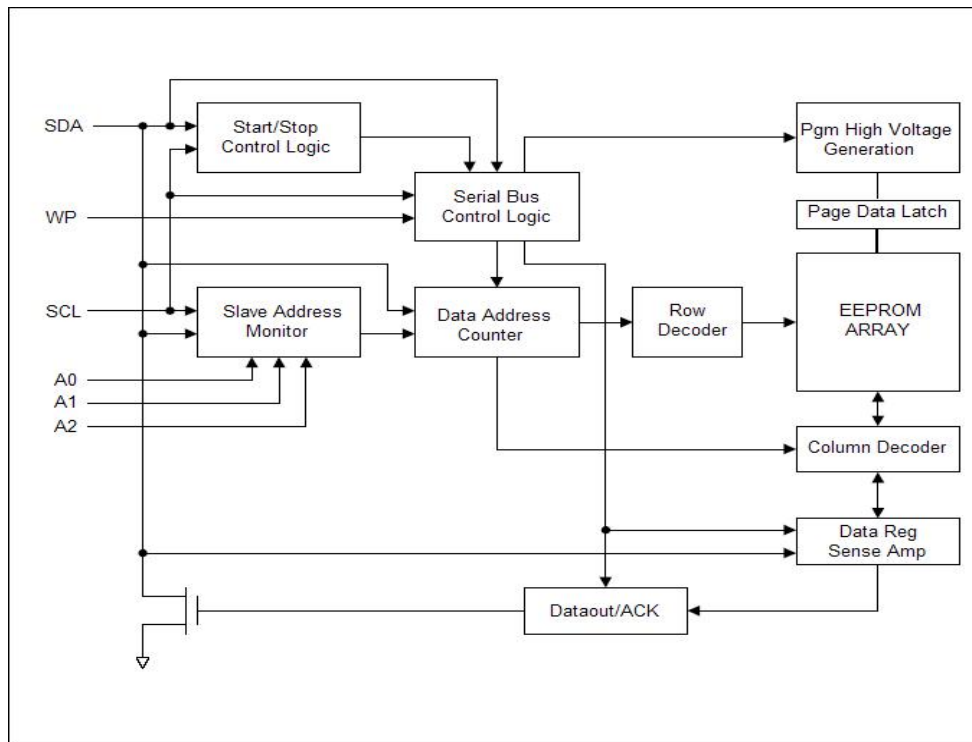 SDA
Start/Stop
Control Logic
Pgm High Voltage
Generation
Serial Bus
Control Logic
WP
Page Data Latch
SCL
Slave Address
Monitor
Data Address
Counter
Row
Decoder
EEPROM
ARRAY
A0
A1
A2
Column Decoder
Data Reg
Sense Amp
Dataout/ACK